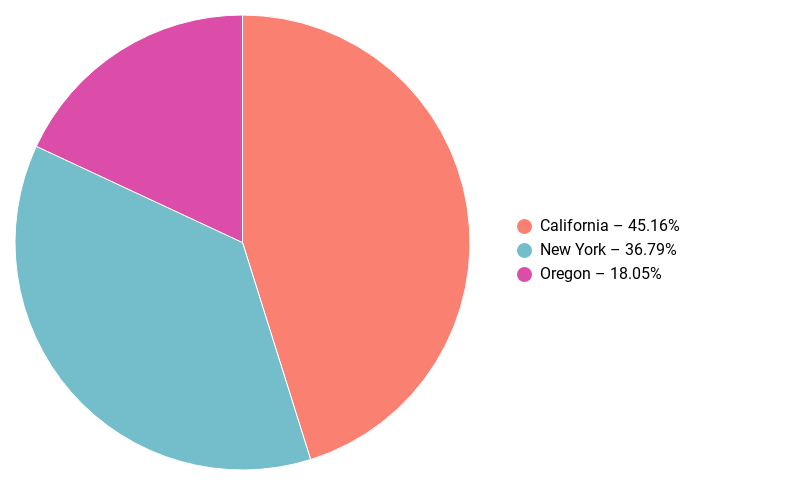 California – 45.16%
New York – 36.79%
Oregon – 18.05%